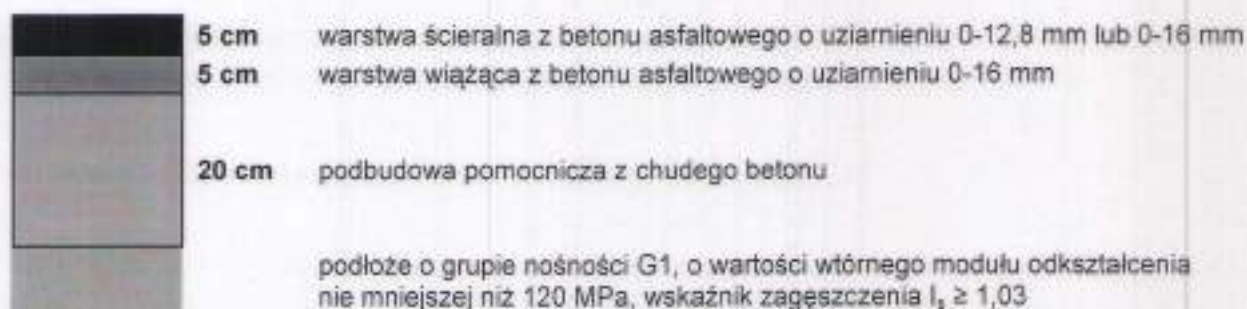 5 cm warstwa ścieralna z betonu asfaltowego o uziarnieniu 0-12,8 mm lub 0-16 mm
5 cm warstwa wiążąca z betonu asfaltowego o uziarnieniu 0-16 mm
20 cm podbudowa pomocnicza z chudego betonu
podłoże o grupie nośności G1, o wartości wtórnego modułu odkształcenia
nie mniejszej niż 120 MPa, wskaźnik zagęszczenia Iₛ ≥ 1,03